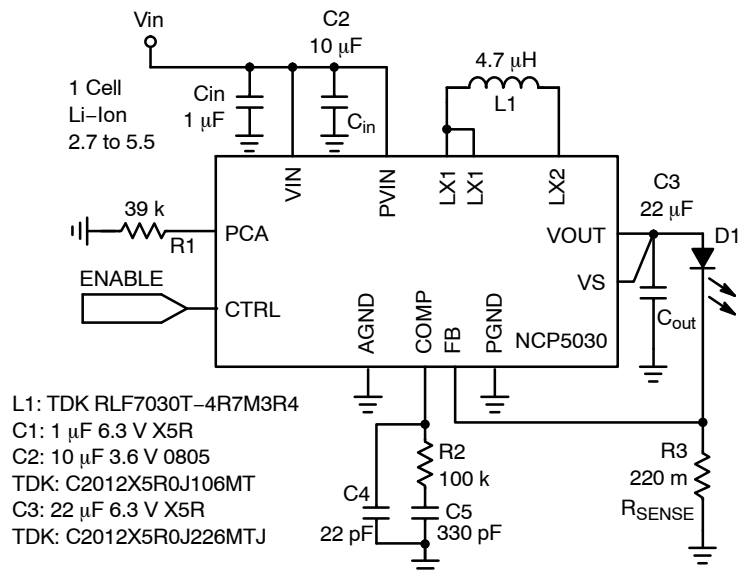 Vin
C2
10 μF
4.7 μH
L1
1 Cell
Li−Ion
2.7 to 5.5
Cin
1 μF
Cin
VIN
PVIN
LX1
LX1
LX2
C3
22 μF
39 k
R1
PCA
VOUT
D1
ENABLE
VS
CTRL
Cout
AGND
COMP
FB
PGND
NCP5030
L1: TDK RLF7030T−4R7M3R4
C1: 1 μF 6.3 V X5R
C2: 10 μF 3.6 V 0805
TDK: C2012X5R0J106MT
C3: 22 μF 6.3 V X5R
TDK: C2012X5R0J226MTJ
R2
100 k
C4
22 pF
C5
330 pF
R3
220 m
RSENSE